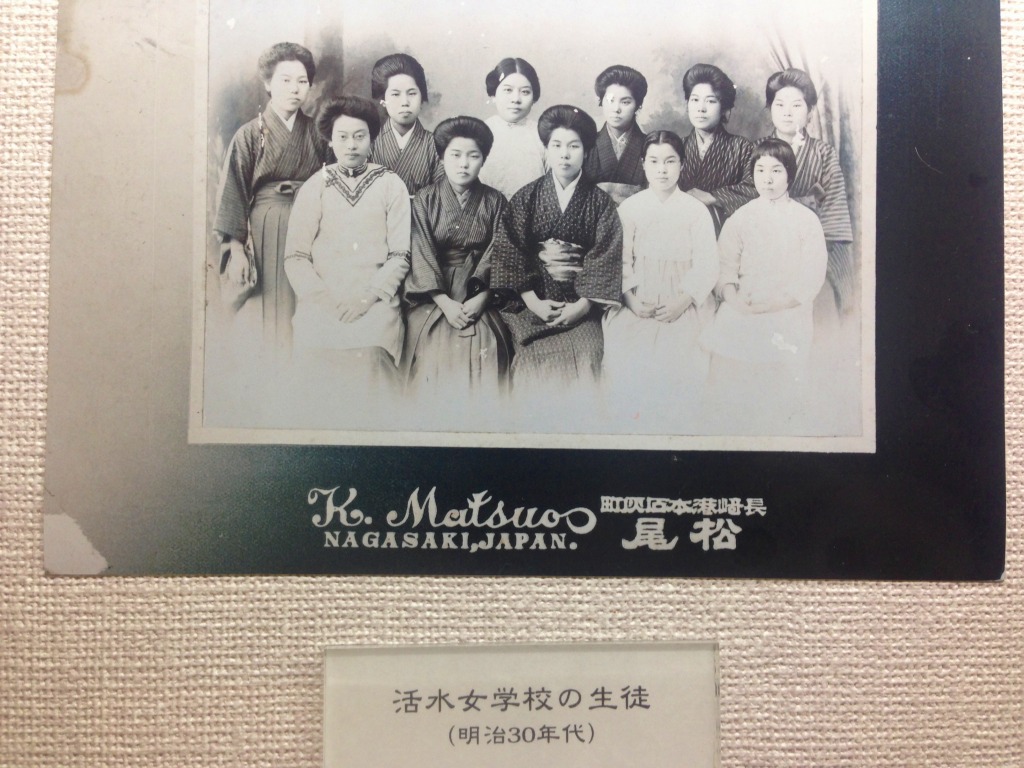 K. Matsuo
NAGASAKI, JAPAN.
長崎港本石灰町
松尾
活水女学校の生徒
(明治30年代)